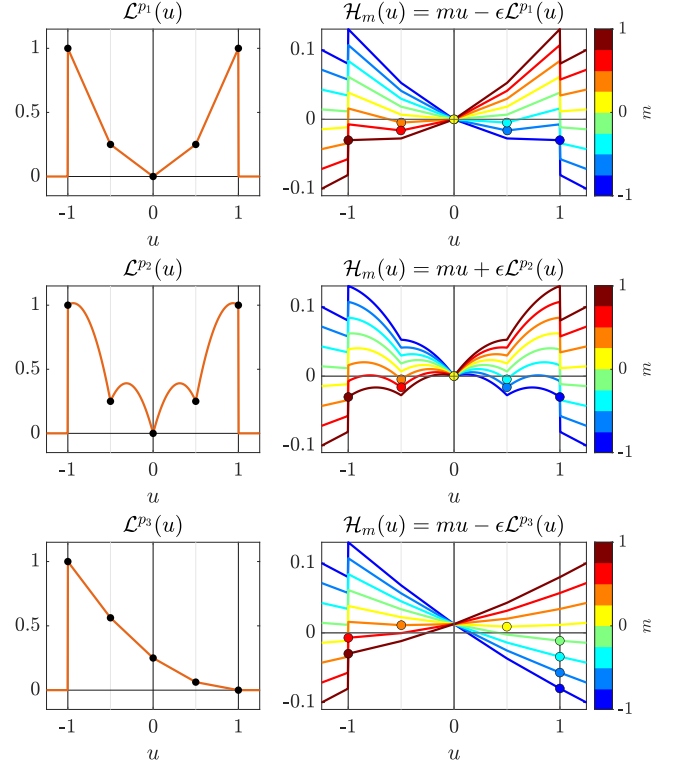 𝓛^{p_1}(u)
1
0.5
0
-1 0 1
u
𝓗_m(u) = mu − ϵ𝓛^{p_1}(u)
0.1
0
-0.1
-1 0 1
u
1
0
-1
m
𝓛^{p_2}(u)
1
0.5
0
-1 0 1
u
𝓗_m(u) = mu + ϵ𝓛^{p_2}(u)
0.1
0
-0.1
-1 0 1
u
1
0
-1
m
𝓛^{p_3}(u)
1
0.5
0
-1 0 1
u
𝓗_m(u) = mu − ϵ𝓛^{p_3}(u)
0.1
0
-0.1
-1 0 1
u
1
0
-1
m